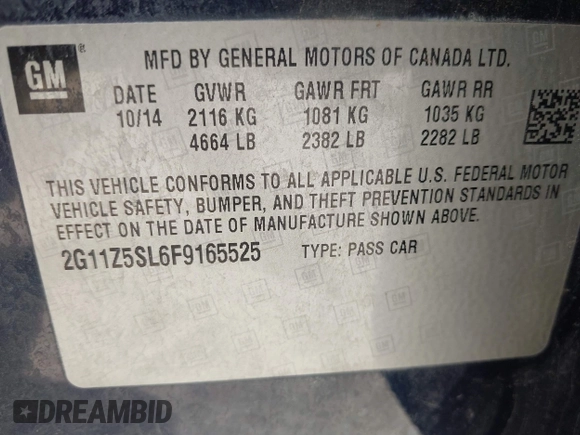 GM ®
MFD BY GENERAL MOTORS OF CANADA LTD.
DATE GVWR GAWR FRT GAWR RR
10/14 2116 KG 1081 KG 1035 KG
4664 LB 2382 LB 2282 LB
THIS VEHICLE CONFORMS TO ALL APPLICABLE U.S. FEDERAL MOTOR
VEHICLE SAFETY, BUMPER, AND THEFT PREVENTION STANDARDS IN
EFFECT ON THE DATE OF MANUFACTURE SHOWN ABOVE.
2G11Z5SL6F9165525 TYPE: PASS CAR
DREAMBID